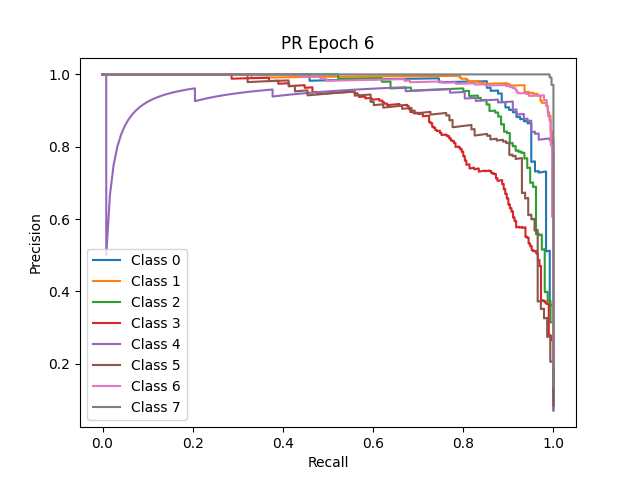 PR Epoch 6
1.0
0.8
0.6
0.4
0.2
Precision
Class 0
Class 1
Class 2
Class 3
Class 4
Class 5
Class 6
Class 7
0.0 0.2 0.4 0.6 0.8 1.0
Recall